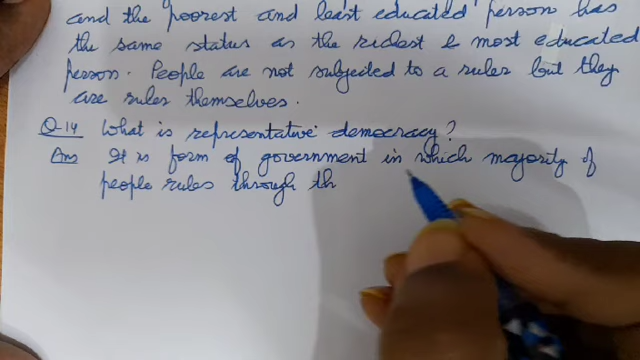 and the poorest and least educated person has
the same status as the richest & most educated
person. People are not subjected to a ruler but they
are rulers themselves.
Q-14 What is representative democracy?
Ans It is form of government in which majority of
people rules through th